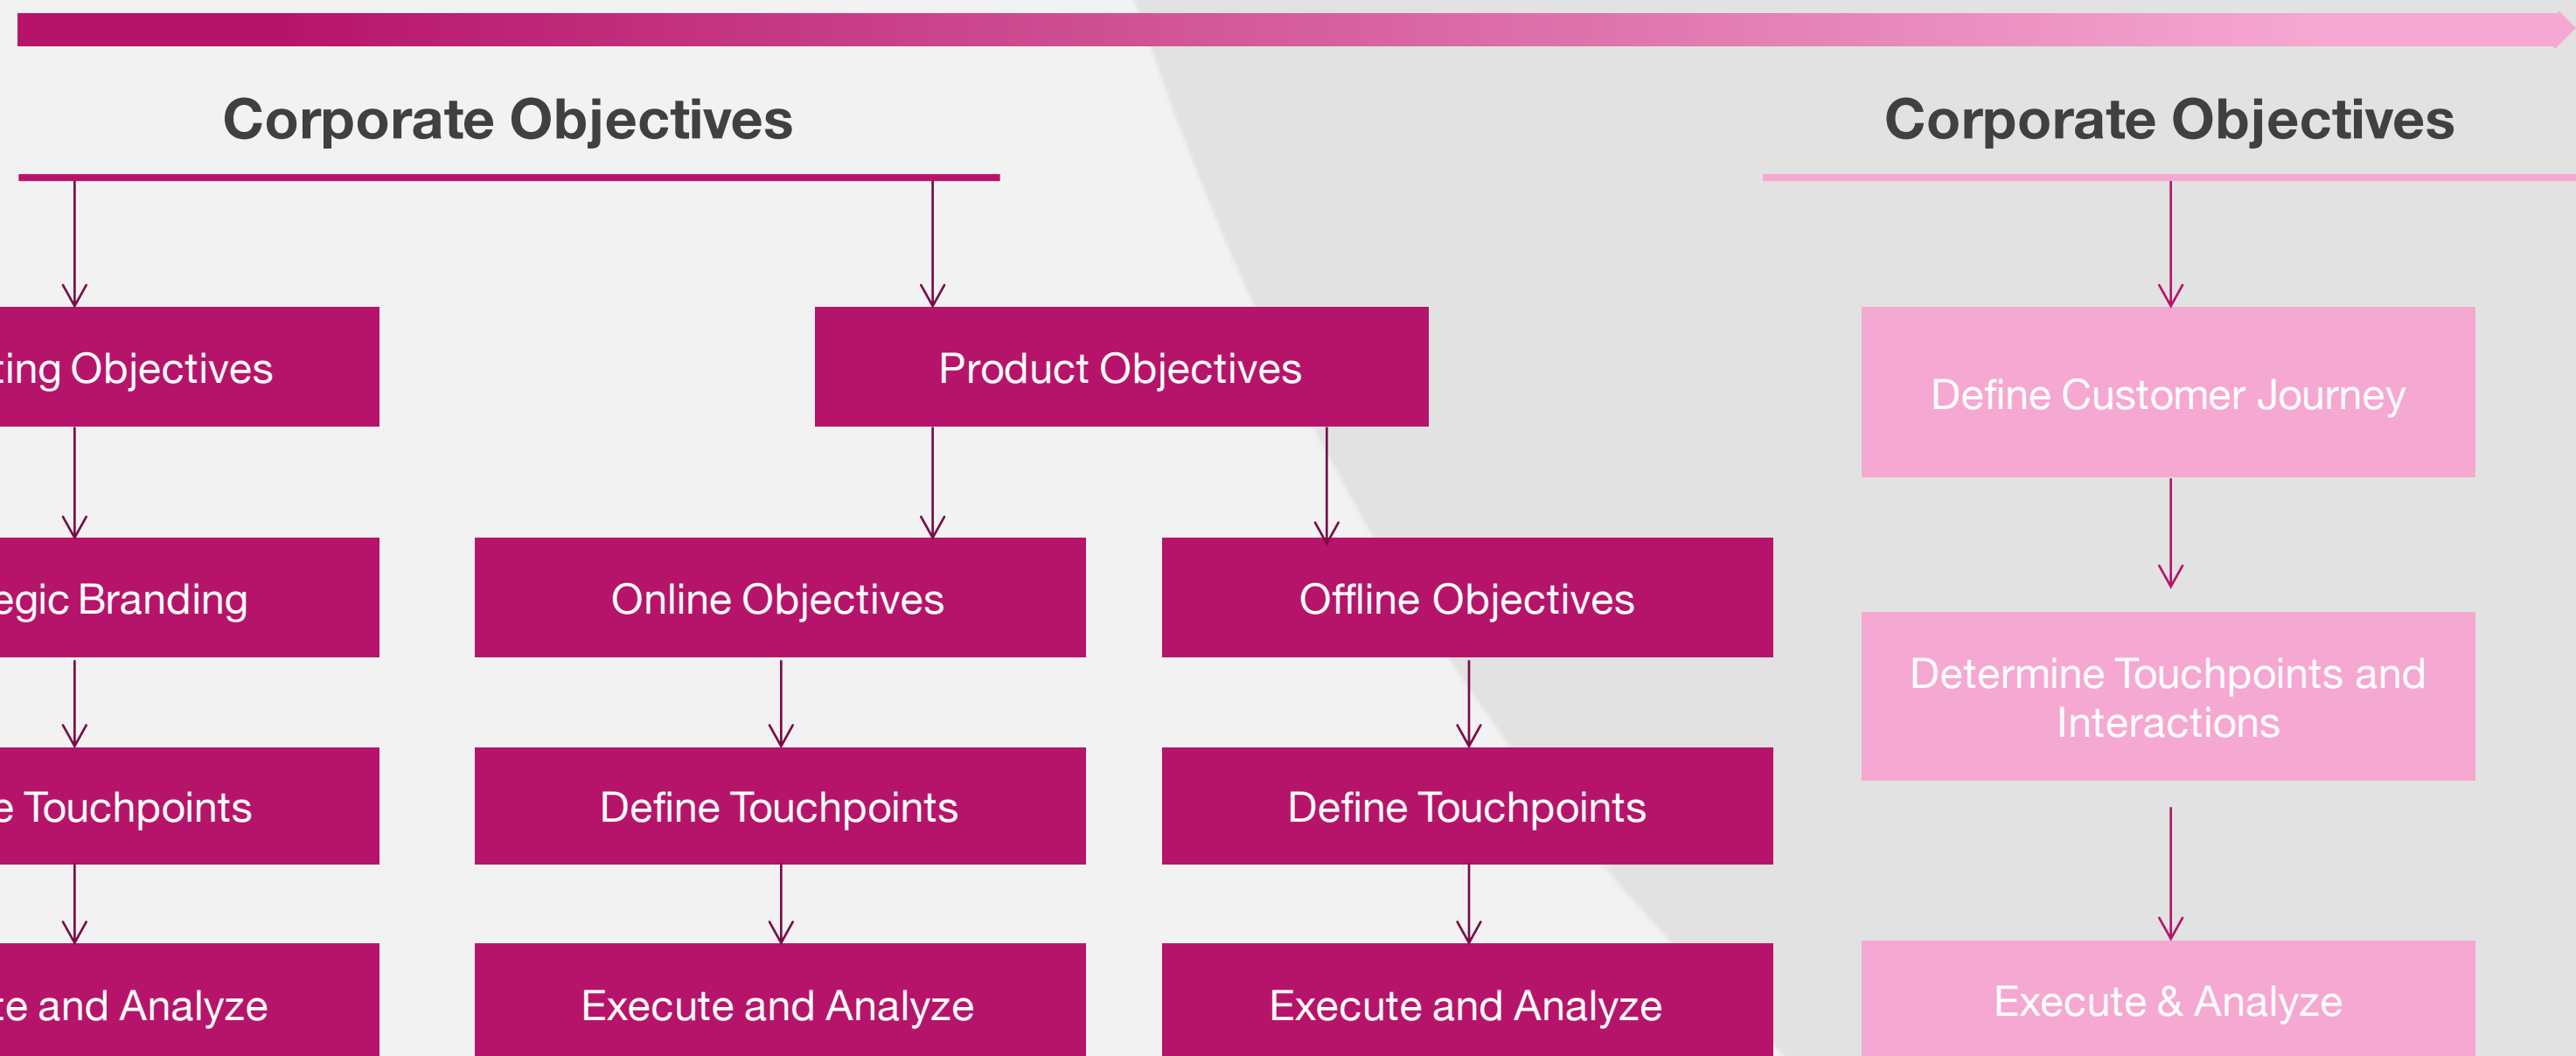 Corporate Objectives
Corporate Objectives
ting Objectives
Product Objectives
Define Customer Journey
egic Branding
Online Objectives
Offline Objectives
Determine Touchpoints and
Interactions
e Touchpoints
Define Touchpoints
Define Touchpoints
te and Analyze
Execute and Analyze
Execute and Analyze
Execute & Analyze